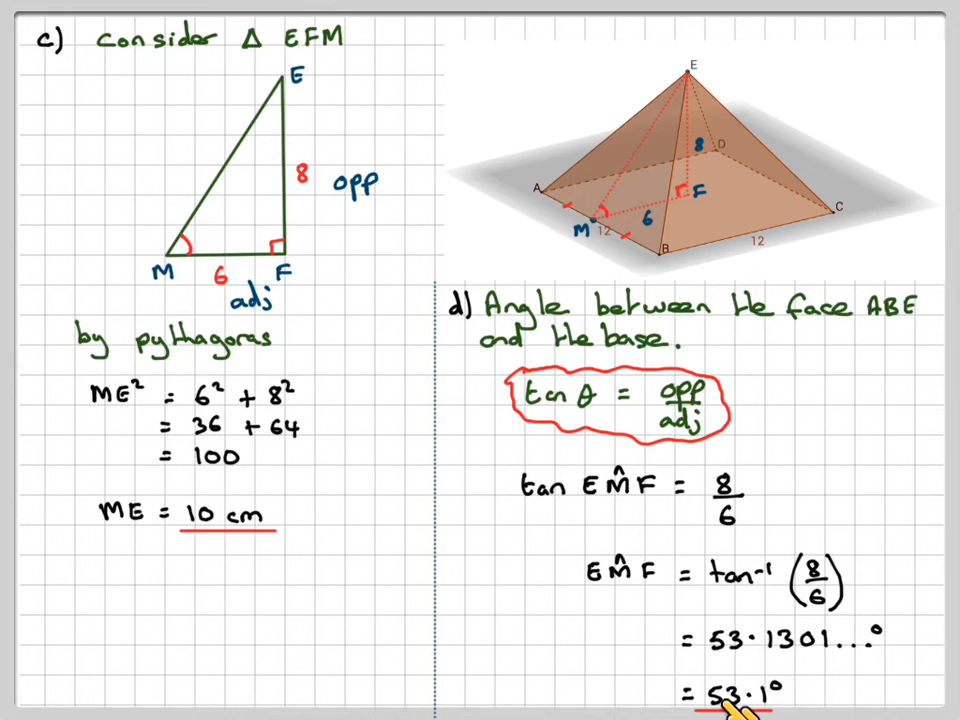 c) Consider Δ EFM
E
8 opp
M 6 F
adj
by pythagoras
ME² = 6² + 8²
= 36 + 64
= 100
ME = 10 cm
E
8
D
A
F
6
M 12
C
B
12
d) Angle between the face ABE
and the base.
tan θ = opp/adj
tan EM̂F = 8/6
EM̂F = tan⁻¹ (8/6)
= 53·1301...°
= 53·1°